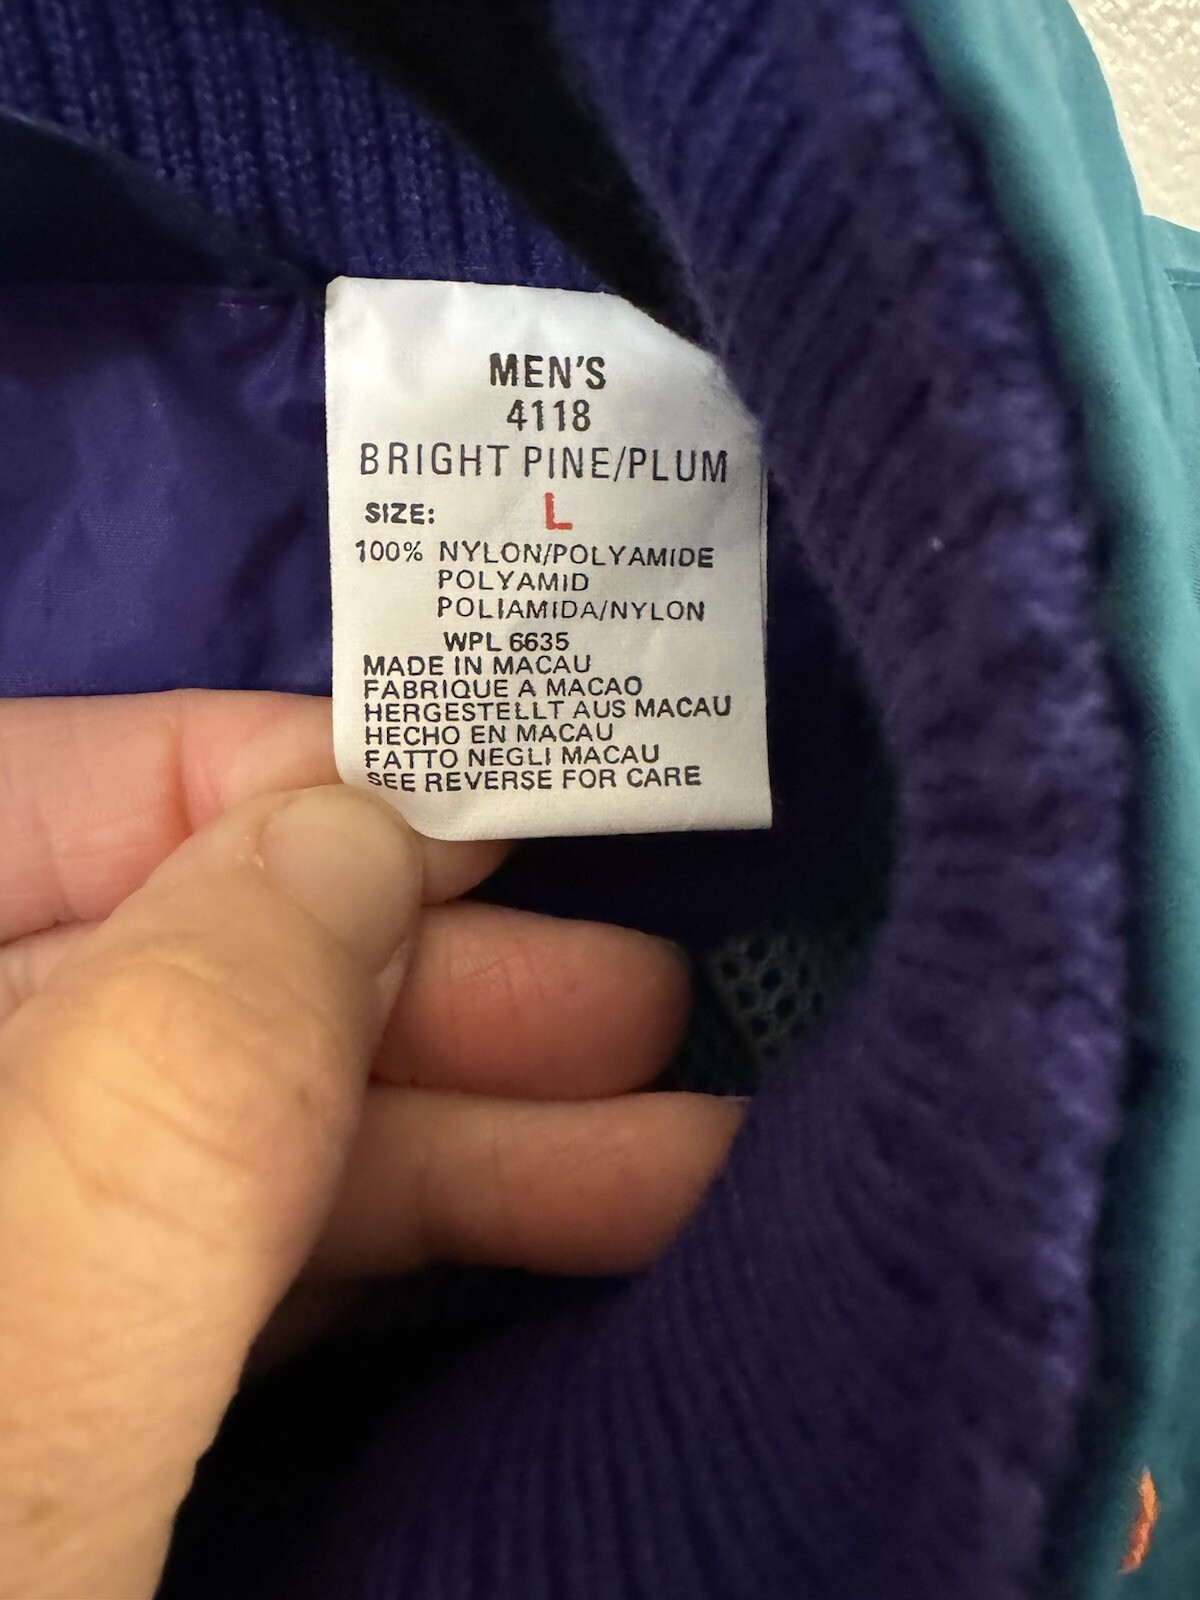 MEN'S
4118
BRIGHT PINE/PLUM
SIZE: L
100% NYLON/POLYAMIDE
POLYAMID
POLIAMIDA/NYLON
WPL 6635
MADE IN MACAU
FABRIQUE A MACAO
HERGESTELLT AUS MACAU
HECHO EN MACAU
FATTO NEGLI MACAU
SEE REVERSE FOR CARE